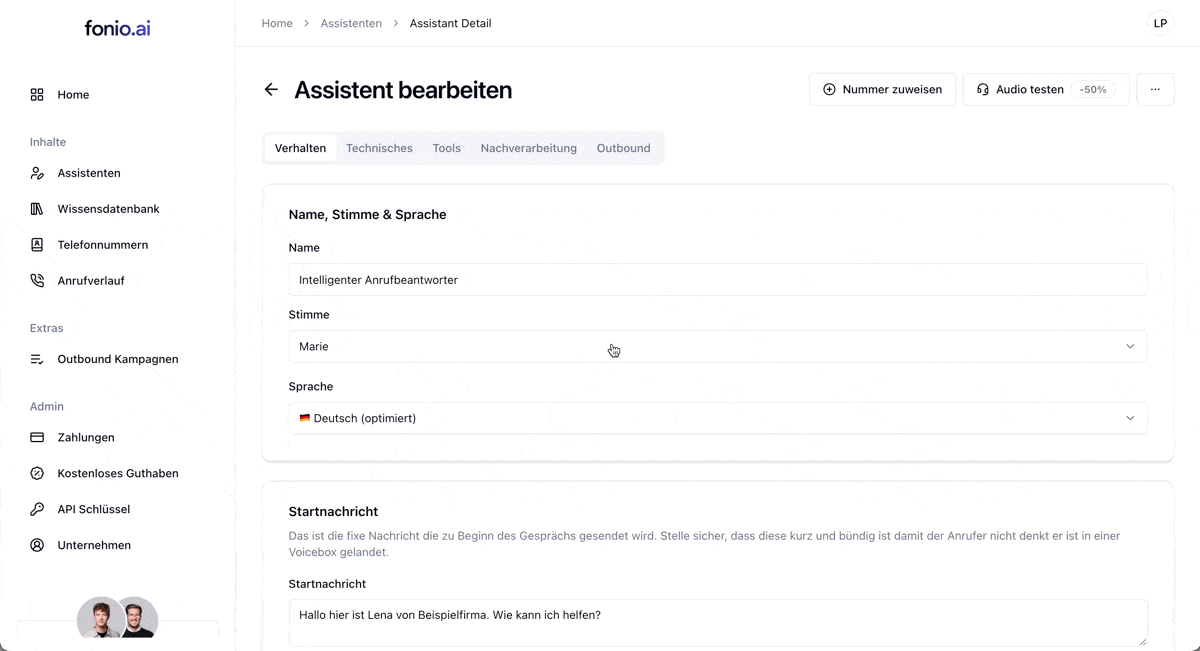 fonio.ai
Home > Assistenten > Assistant Detail
LP
Home
Inhalte
Assistenten
Wissensdatenbank
Telefonnummern
Anrufverlauf
Extras
Outbound Kampagnen
Admin
Zahlungen
Kostenloses Guthaben
API Schlüssel
Unternehmen
Assistent bearbeiten
Nummer zuweisen
Audio testen -50%
...
Verhalten Technisches Tools Nachverarbeitung Outbound
Name, Stimme & Sprache
Name
Intelligenter Anrufbeantworter
Stimme
Marie
Sprache
Deutsch (optimiert)
Startnachricht
Das ist die fixe Nachricht die zu Beginn des Gesprächs gesendet wird. Stelle sicher, dass diese kurz und bündig ist damit der Anrufer nicht denkt er ist in einer
Voicebox gelandet.
Startnachricht
Hallo hier ist Lena von Beispielfirma. Wie kann ich helfen?